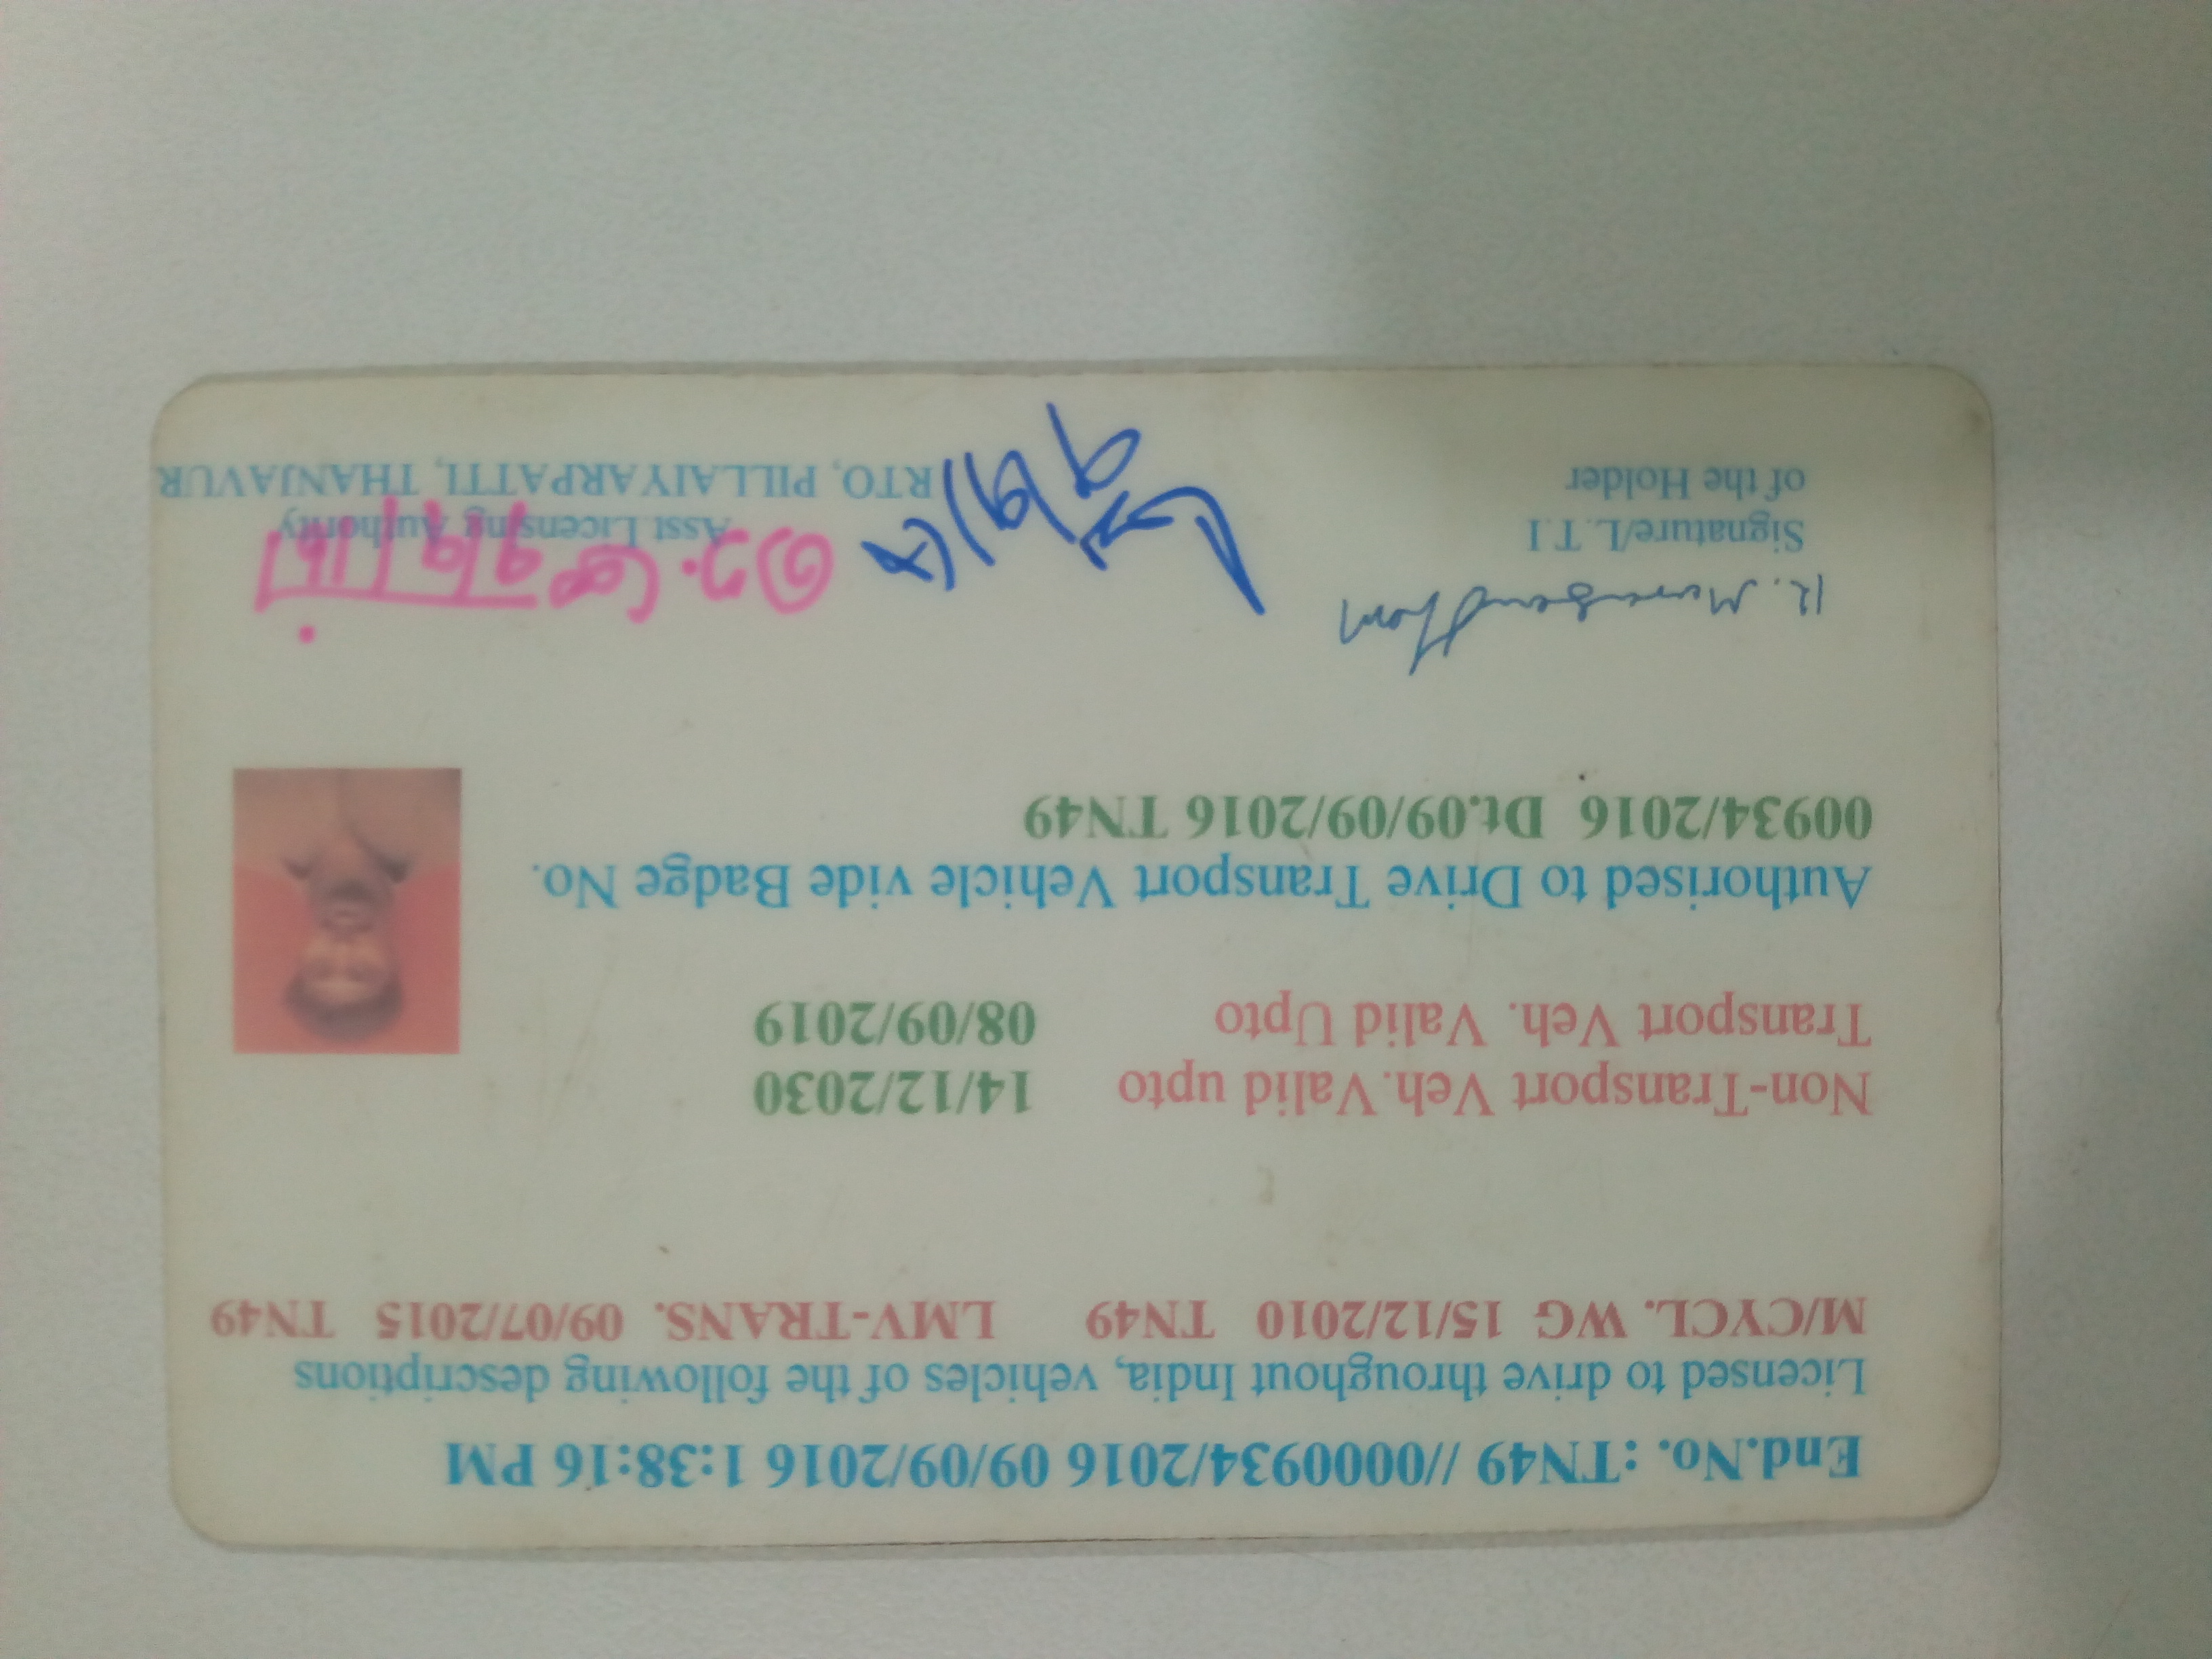 End.No. : TN49 //0000934/2016 09/09/2016 1:38:16 PM
Licensed to drive throughout India, vehicles of the following descriptions
M/CYCL. WG 15/12/2010 TN49 LMV-TRANS. 09/07/2015 TN49
Non-Transport Veh.Valid upto 14/12/2030
Transport Veh. Valid Upto 08/09/2019
Authorised to Drive Transport Vehicle vide Badge No.
00934/2016 Dt.09/09/2016 TN49
Signature/L.T.I
of the Holder
Asst Licensing Authority
RTO, PILLAIYARPATTI, THANJAVUR